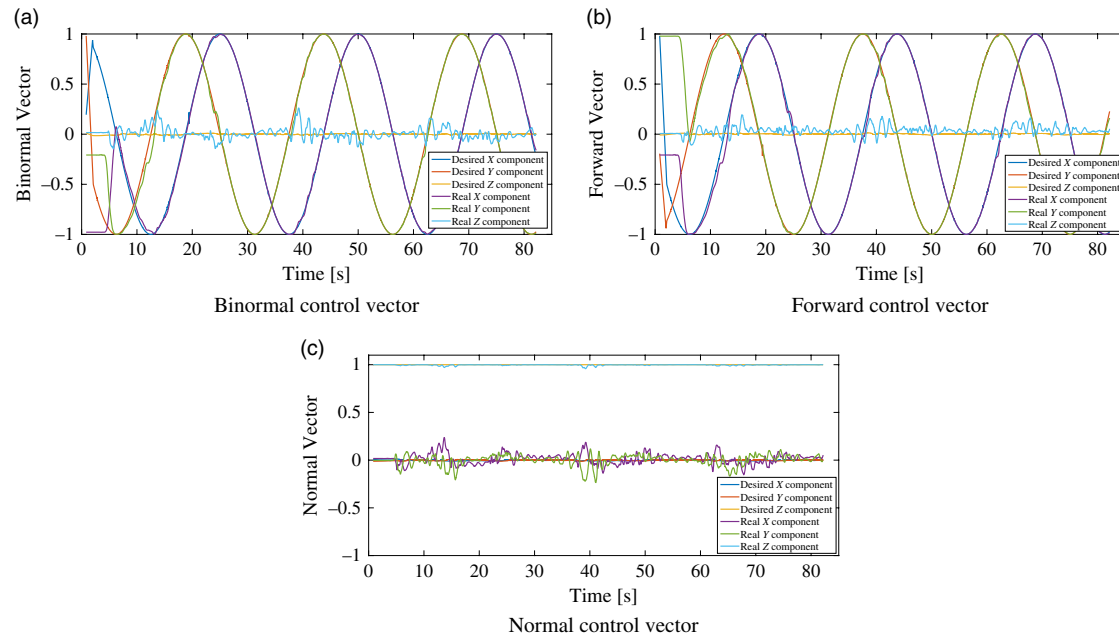 (a)
Binormal Vector
1
0.5
0
−0.5
−1
0 10 20 30 40 50 60 70 80
Desired X component
Desired Y component
Desired Z component
Real X component
Real Y component
Real Z component
Time [s]
Binormal control vector
(b)
Forward Vector
1
0.5
0
−0.5
−1
0 10 20 30 40 50 60 70 80
Desired X component
Desired Y component
Desired Z component
Real X component
Real Y component
Real Z component
Time [s]
Forward control vector
(c)
Normal Vector
1
0.5
0
−0.5
−1
0 10 20 30 40 50 60 70 80
Desired X component
Desired Y component
Desired Z component
Real X component
Real Y component
Real Z component
Time [s]
Normal control vector